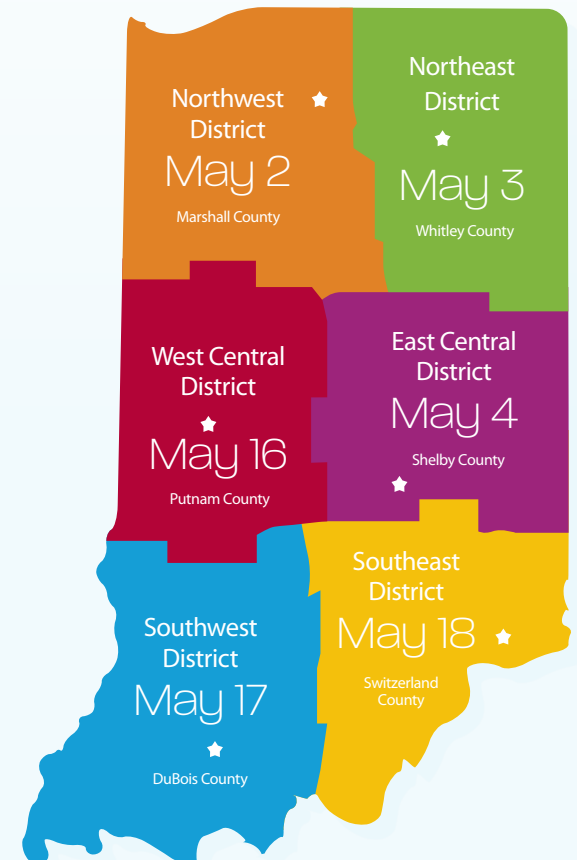 Northwest
District
May 2
Marshall County
Northeast
District
May 3
Whitley County
West Central
District
May 16
Putnam County
East Central
District
May 4
Shelby County
Southwest
District
May 17
DuBois County
Southeast
District
May 18
Switzerland
County